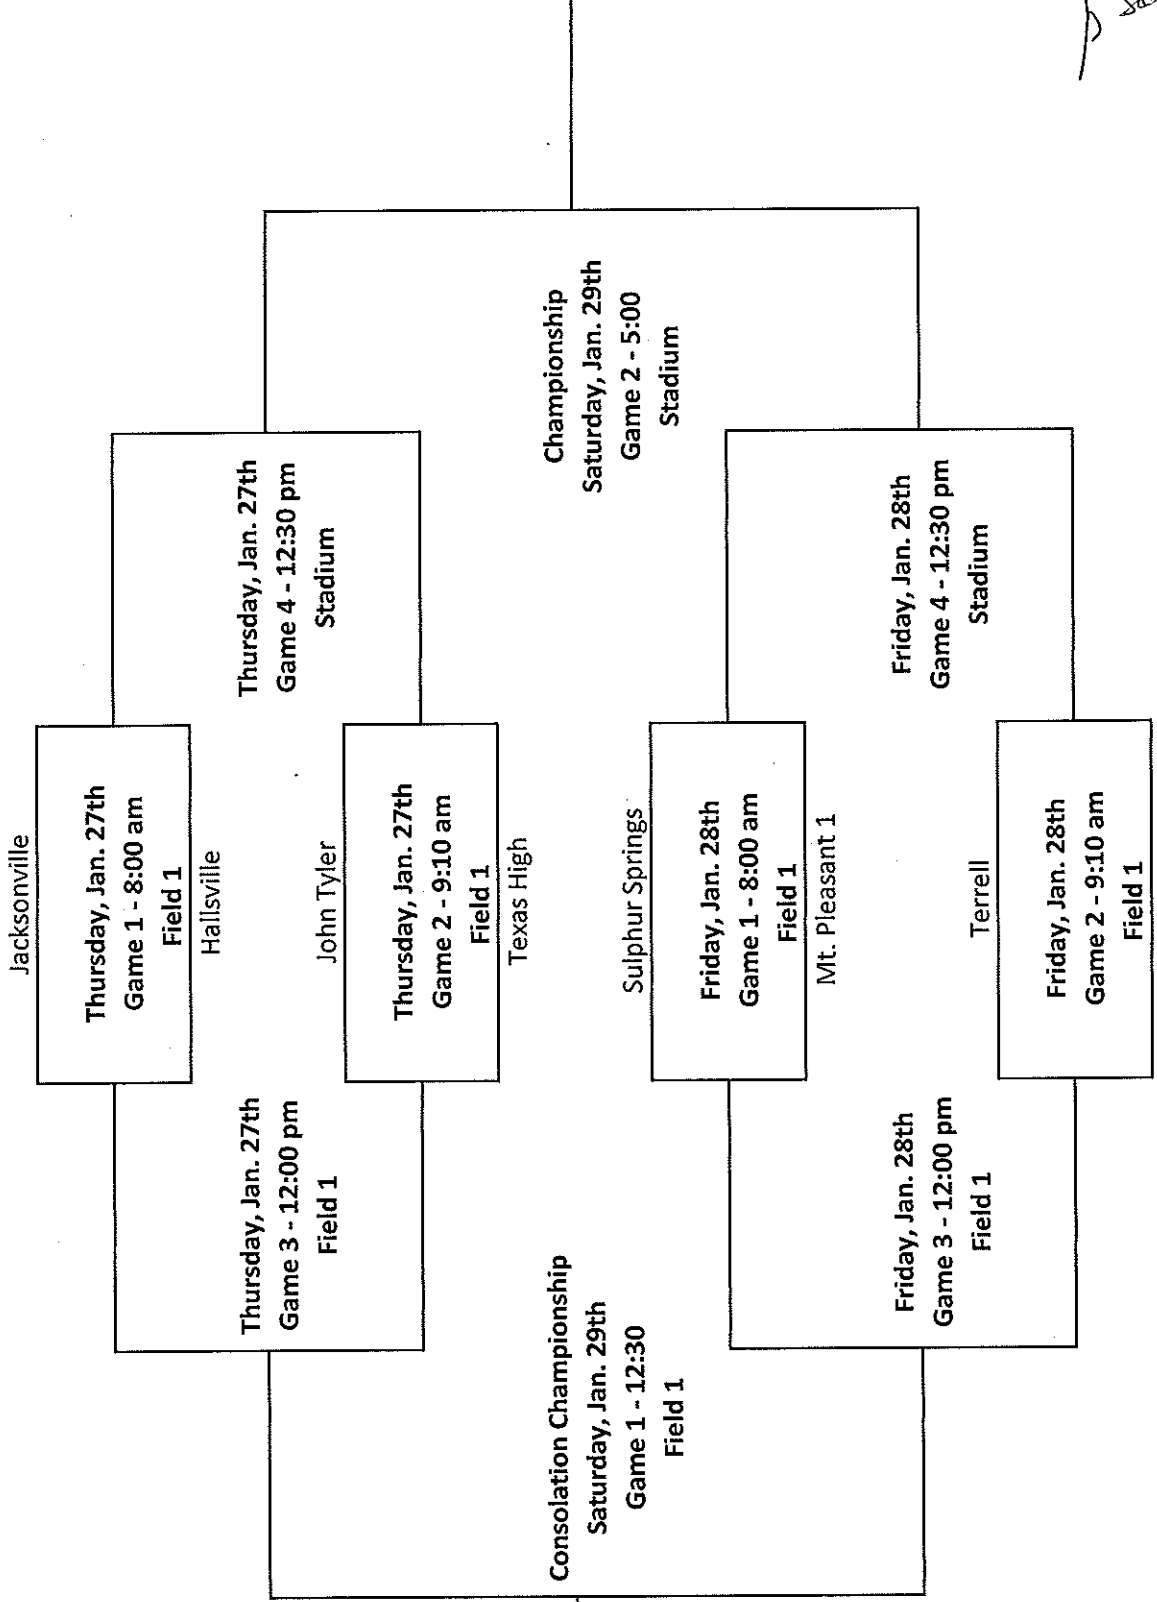 Jacksonville
Thursday, Jan. 27th
Game 1 - 8:00 am
Field 1
Hallsville
Thursday, Jan. 27th
Game 3 - 12:00 pm
Field 1
Thursday, Jan. 27th
Game 4 - 12:30 pm
Stadium
John Tyler
Thursday, Jan. 27th
Game 2 - 9:10 am
Field 1
Texas High
Consolation Championship
Saturday, Jan. 29th
Game 1 - 12:30
Field 1
Championship
Saturday, Jan. 29th
Game 2 - 5:00
Stadium
Sulphur Springs
Friday, Jan. 28th
Game 1 - 8:00 am
Field 1
Mt. Pleasant 1
Friday, Jan. 28th
Game 3 - 12:00 pm
Field 1
Friday, Jan. 28th
Game 4 - 12:30 pm
Stadium
Terrell
Friday, Jan. 28th
Game 2 - 9:10 am
Field 1